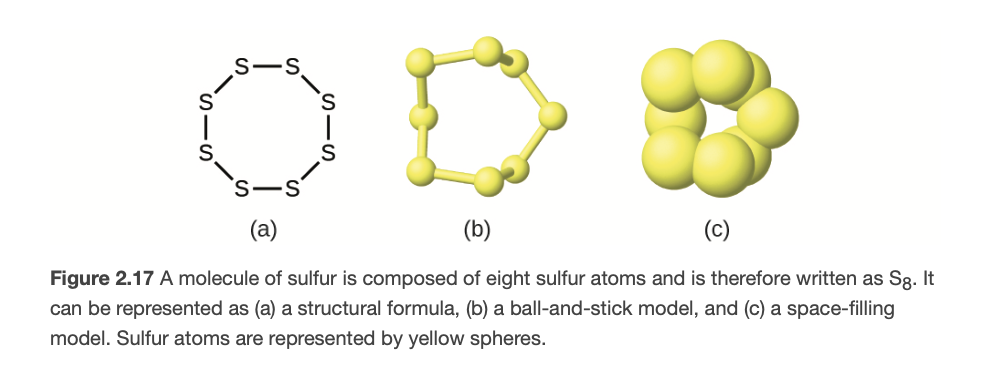 S—S
S S
S S
S—S
(a) (b) (c)
Figure 2.17 A molecule of sulfur is composed of eight sulfur atoms and is therefore written as S₈. It
can be represented as (a) a structural formula, (b) a ball-and-stick model, and (c) a space-filling
model. Sulfur atoms are represented by yellow spheres.